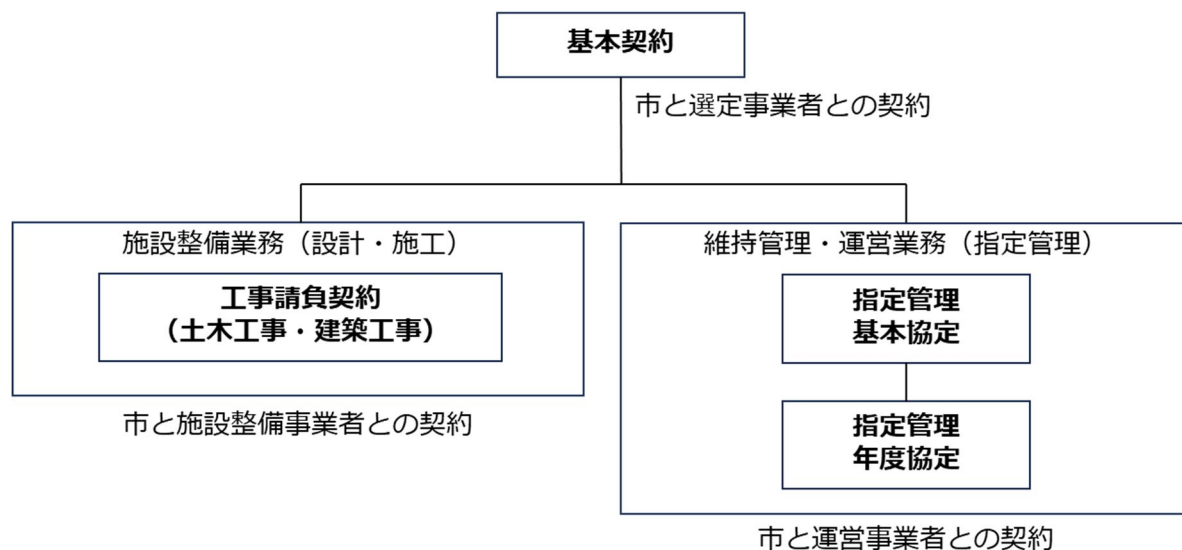 基本契約
市と選定事業者との契約
施設整備業務（設計・施工）
工事請負契約
（土木工事・建築工事）
市と施設整備事業者との契約
維持管理・運営業務（指定管理）
指定管理
基本協定
指定管理
年度協定
市と運営事業者との契約